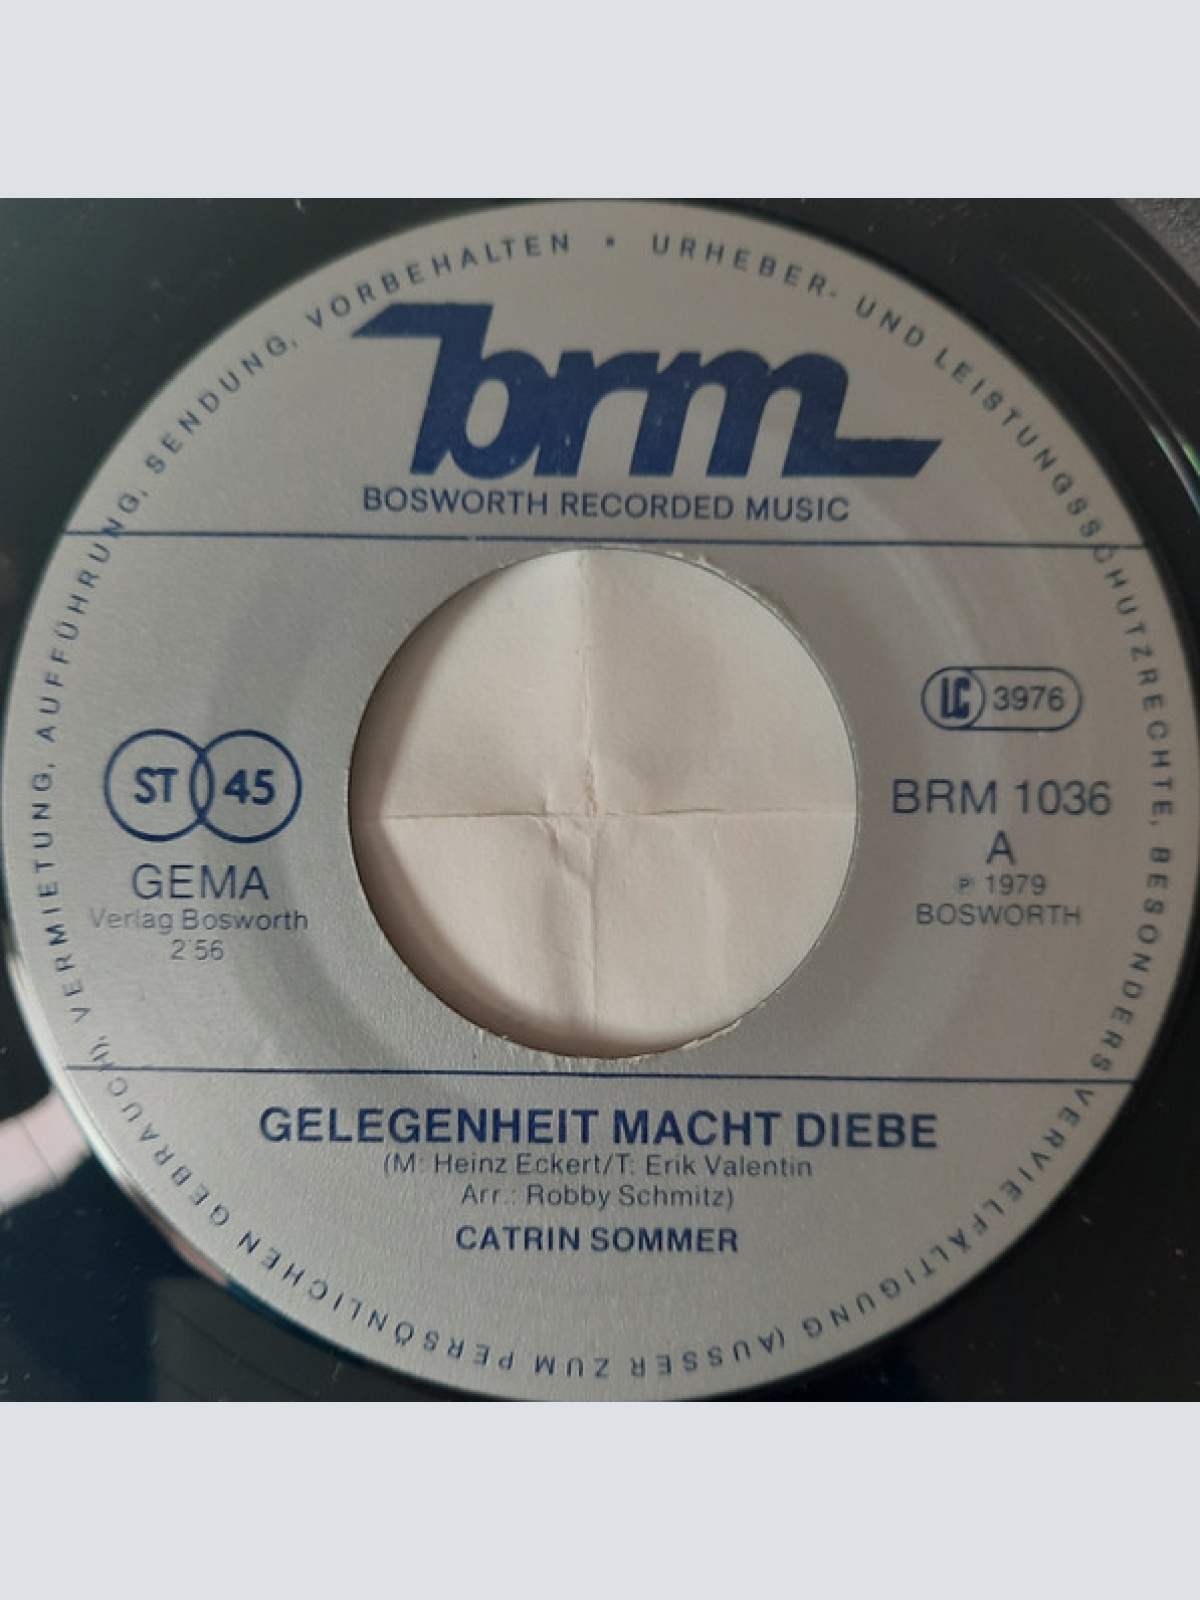 URHEBER- UND LEISTUNGSSCHUTZRECHTE, BESONDERS VERVIELFÄLTIGUNG (AUSSER ZUM PERSÖNLICHEN GEBRAUCH), VERMIETUNG, AUFFÜHRUNG, SENDUNG, VORBEHALTEN •
brm
BOSWORTH RECORDED MUSIC
ST 45
GEMA
Verlag Bosworth
2'56
LC 3976
BRM 1036
A
℗ 1979
BOSWORTH
GELEGENHEIT MACHT DIEBE
(M: Heinz Eckert/T: Erik Valentin
Arr.: Robby Schmitz)
CATRIN SOMMER